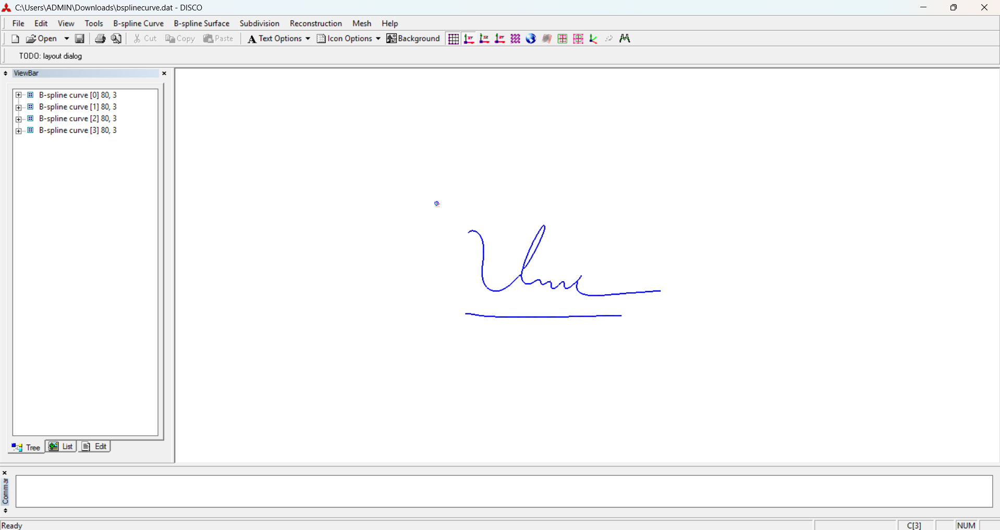 C:\Users\ADMIN\Downloads\bsplinecurve.dat - DISCO
File Edit View Tools B-spline Curve B-spline Surface Subdivision Reconstruction Mesh Help
Open Cut Copy Paste Text Options Icon Options Background
TODO: layout dialog
ViewBar
B-spline curve [0] 80, 3
B-spline curve [1] 80, 3
B-spline curve [2] 80, 3
B-spline curve [3] 80, 3
Tree List Edit
Commar
Ready C[3] NUM